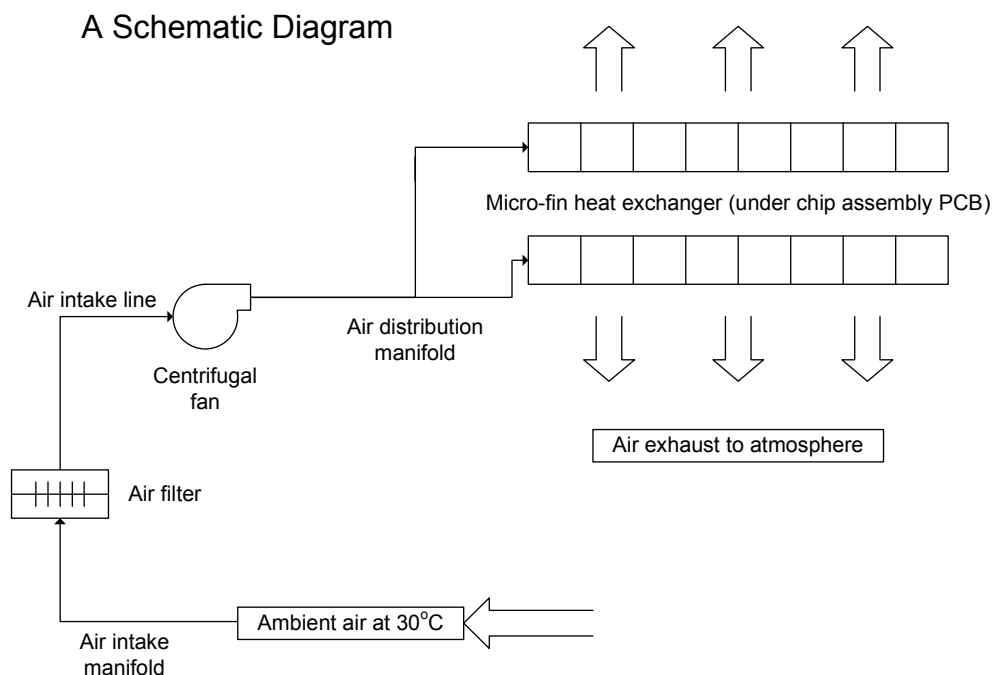 A Schematic Diagram
Micro-fin heat exchanger (under chip assembly PCB)
Air intake line
Air distribution
manifold
Centrifugal
fan
Air exhaust to atmosphere
Air filter
Ambient air at 30°C
Air intake
manifold